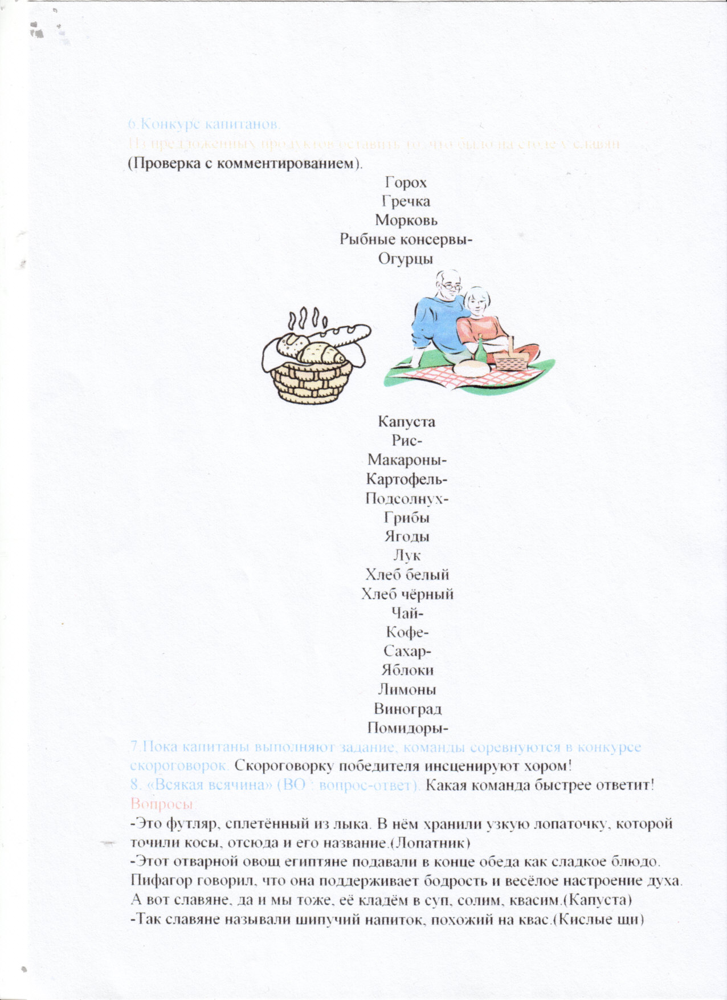 6.Конкурс капитанов.
Из предложенных продуктов оставить то, что было на столе у славян
(Проверка с комментированием).
Горох
Гречка
Морковь
Рыбные консервы-
Огурцы
Капуста
Рис-
Макароны-
Картофель-
Подсолнух-
Грибы
Ягоды
Лук
Хлеб белый
Хлеб чёрный
Чай-
Кофе-
Сахар-
Яблоки
Лимоны
Виноград
Помидоры-
7.Пока капитаны выполняют задание, команды соревнуются в конкурсе
скороговорок. Скороговорку победителя инсценируют хором!
8. «Всякая всячина» (ВО : вопрос-ответ). Какая команда быстрее ответит!
Вопросы
-Это футляр, сплетённый из лыка. В нём хранили узкую лопаточку, которой
точили косы, отсюда и его название.(Лопатник)
-Этот отварной овощ египтяне подавали в конце обеда как сладкое блюдо.
Пифагор говорил, что она поддерживает бодрость и весёлое настроение духа.
А вот славяне, да и мы тоже, её кладём в суп, солим, квасим.(Капуста)
-Так славяне называли шипучий напиток, похожий на квас.(Кислые щи)